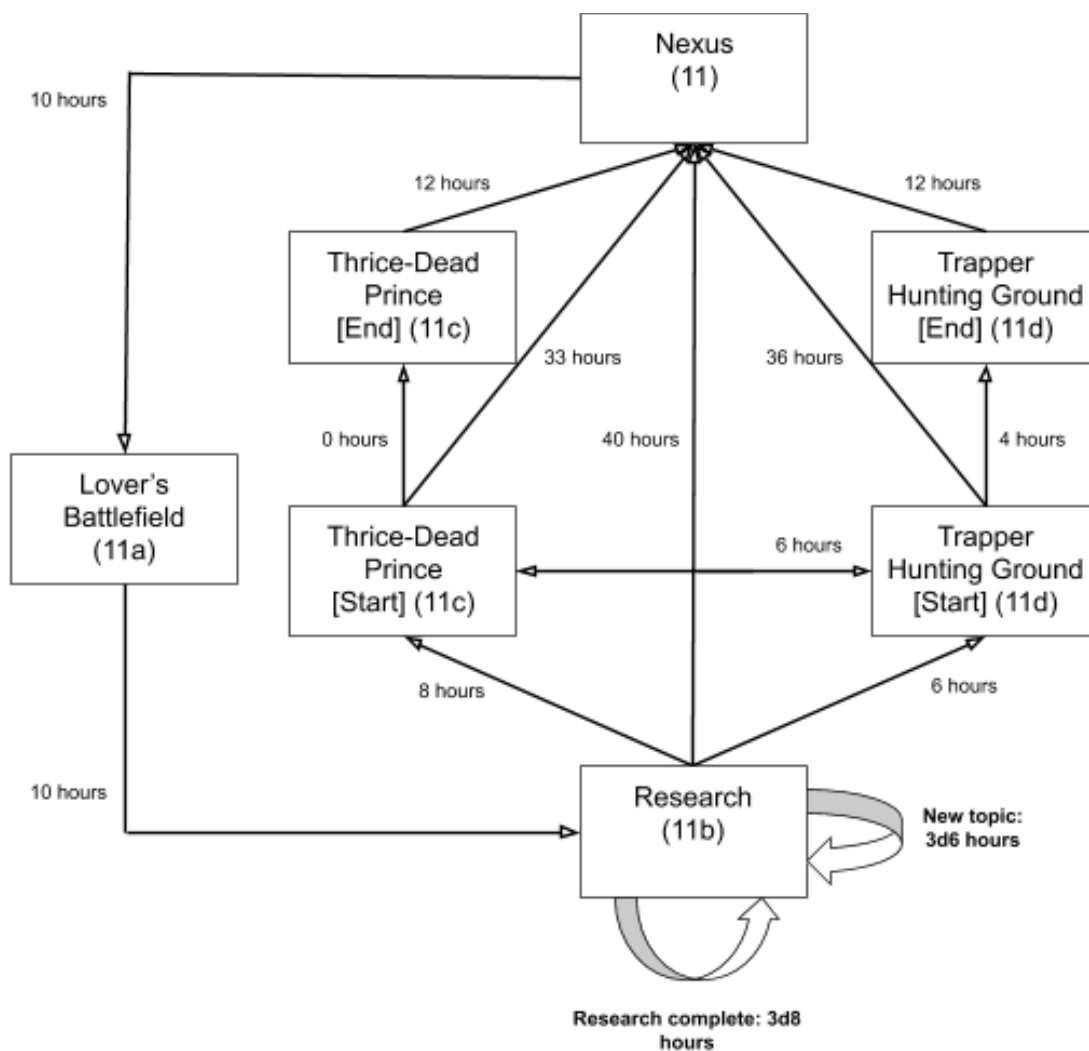 Nexus
(11)
10 hours
12 hours
12 hours
Thrice-Dead
Prince
[End] (11c)
Trapper
Hunting Ground
[End] (11d)
33 hours
36 hours
0 hours
40 hours
4 hours
Lover's
Battlefield
(11a)
Thrice-Dead
Prince
[Start] (11c)
6 hours
Trapper
Hunting Ground
[Start] (11d)
8 hours
6 hours
10 hours
Research
(11b)
New topic:
3d6 hours
Research complete: 3d8
hours